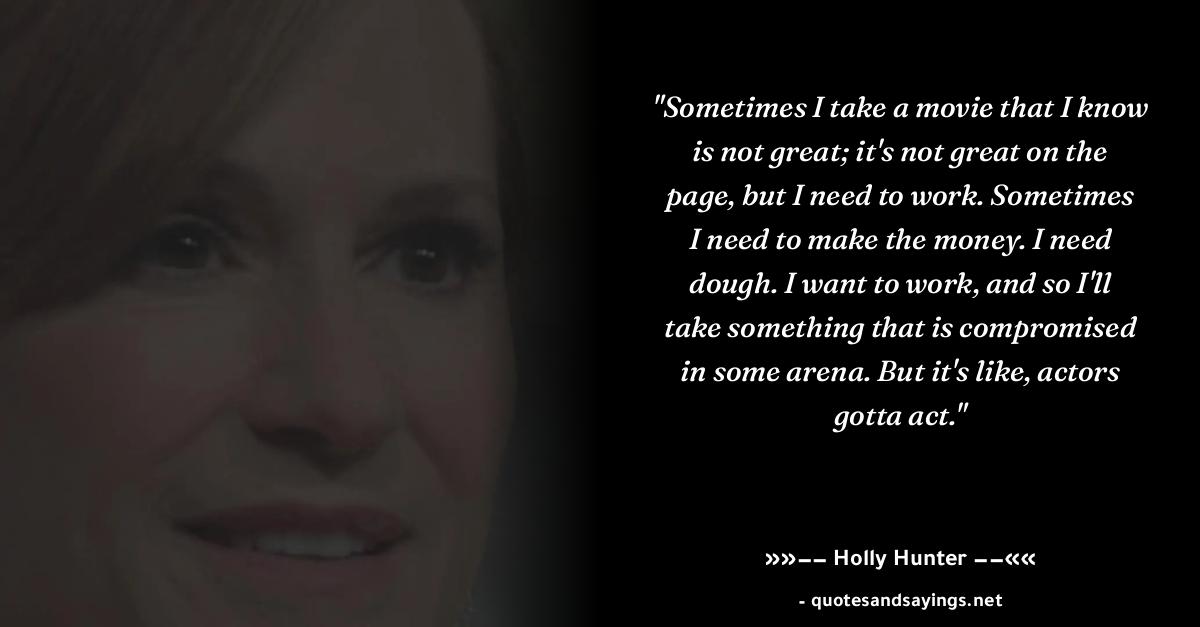 "Sometimes I take a movie that I know
is not great; it's not great on the
page, but I need to work. Sometimes
I need to make the money. I need
dough. I want to work, and so I'll
take something that is compromised
in some arena. But it's like, actors
gotta act."
»»–– Holly Hunter ––««
- quotesandsayings.net